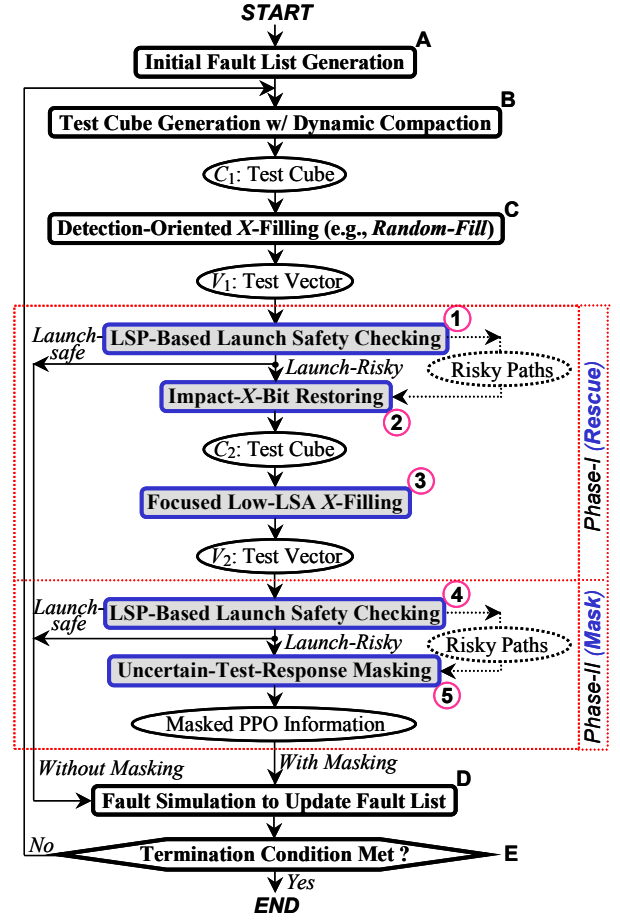 START
A
Initial Fault List Generation
B
Test Cube Generation w/ Dynamic Compaction
C₁: Test Cube
C
Detection-Oriented X-Filling (e.g., Random-Fill)
V₁: Test Vector
1
Launch-
safe
LSP-Based Launch Safety Checking
Launch-Risky
Risky Paths
Impact-X-Bit Restoring
2
C₂: Test Cube
3
Focused Low-LSA X-Filling
V₂: Test Vector
Phase-I (Rescue)
4
Launch-
safe
LSP-Based Launch Safety Checking
Launch-Risky
Risky Paths
Uncertain-Test-Response Masking
5
Masked PPO Information
Phase-II (Mask)
Without Masking
With Masking
D
Fault Simulation to Update Fault List
No
Termination Condition Met ?
E
Yes
END